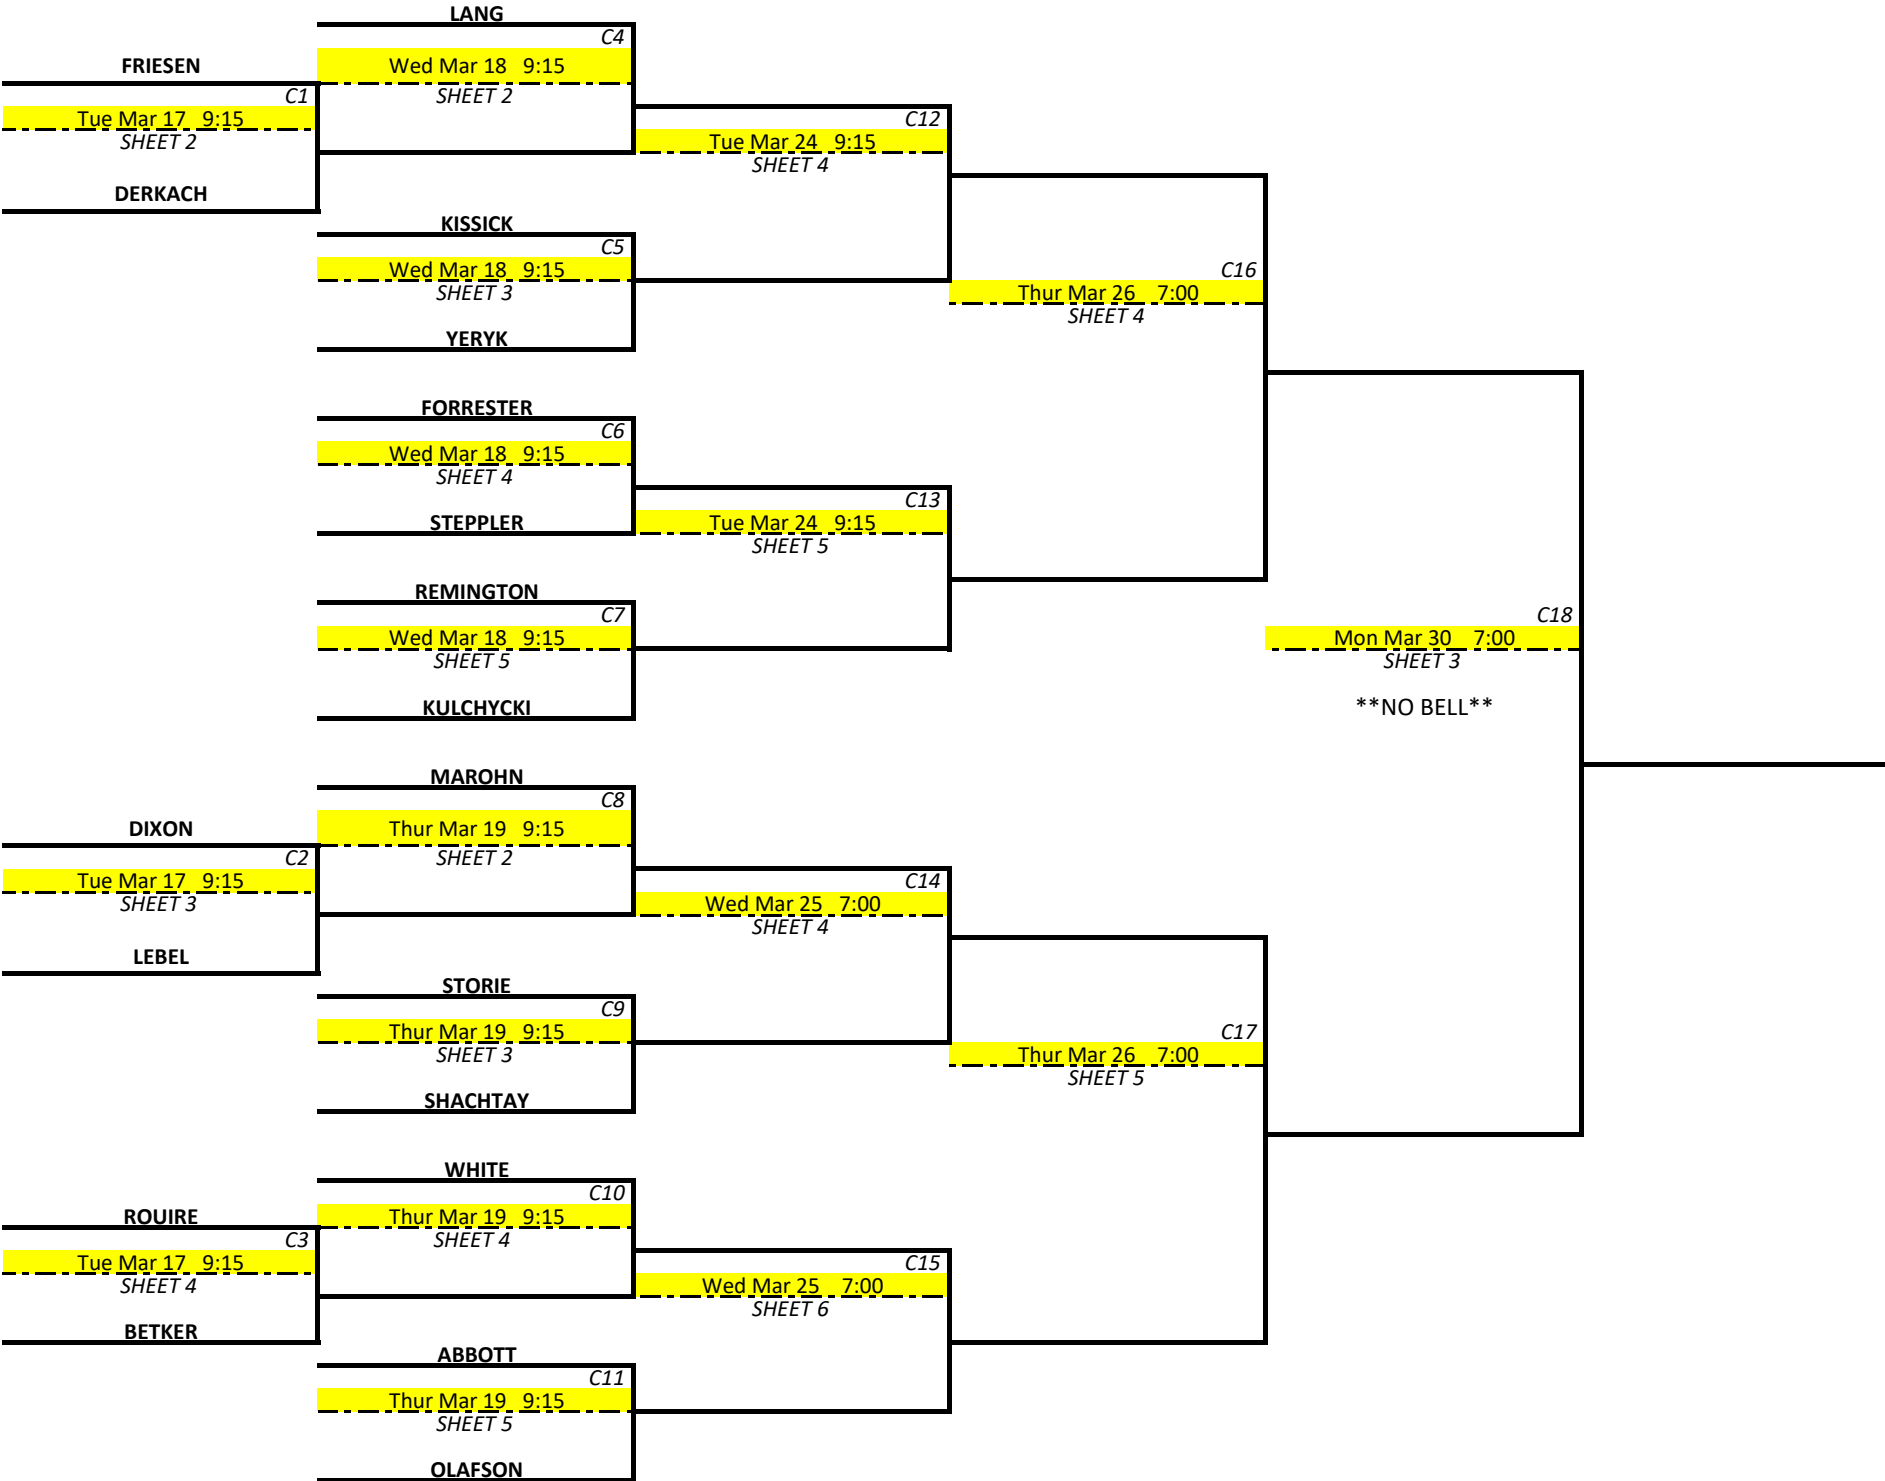 LANG
C4
FRIESEN
Wed Mar 18 9:15
C1
SHEET 2
Tue Mar 17 9:15
SHEET 2
C12
Tue Mar 24 9:15
SHEET 4
DERKACH
KISSICK
C5
Wed Mar 18 9:15
SHEET 3
C16
Thur Mar 26 7:00
SHEET 4
YERYK
FORRESTER
C6
Wed Mar 18 9:15
SHEET 4
C13
STEPPLER
Tue Mar 24 9:15
SHEET 5
REMINGTON
C7
C18
Wed Mar 18 9:15
Mon Mar 30 7:00
SHEET 5
SHEET 3
KULCHYCKI
**NO BELL**
MAROHN
C8
DIXON
Thur Mar 19 9:15
C2
SHEET 2
Tue Mar 17 9:15
C14
SHEET 3
Wed Mar 25 7:00
SHEET 4
LEBEL
STORIE
C9
Thur Mar 19 9:15
C17
SHEET 3
Thur Mar 26 7:00
SHEET 5
SHACHTAY
WHITE
C10
ROUIRE
Thur Mar 19 9:15
C3
SHEET 4
Tue Mar 17 9:15
C15
SHEET 4
Wed Mar 25 7:00
SHEET 6
BETKER
ABBOTT
C11
Thur Mar 19 9:15
SHEET 5
OLAFSON